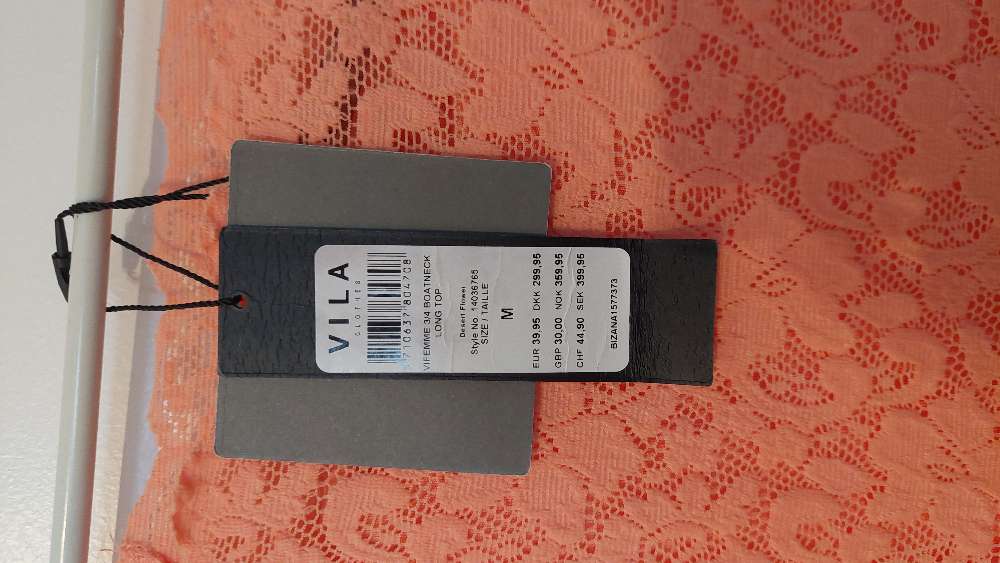 VILA
CLOTHES
5710637804708
VIFEMME 3/4 BOATNECK
LONG TOP
Desert Flower
Style No. 14036765
SIZE / TAILLE
M
EUR 39,95 DKK 299,95
GBP 30,00 NOK 359,95
CHF 44,90 SEK 399,95
BIZANA1577373